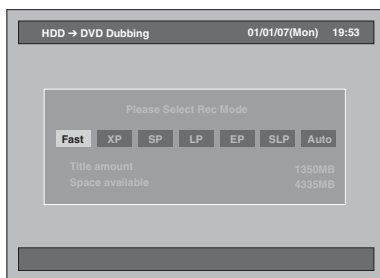 HDD → DVD Dubbing 01/01/07(Mon) 19:53
Please Select Rec Mode
Fast XP SP LP EP SLP Auto
Title amount 1350MB
Space available 4335MB